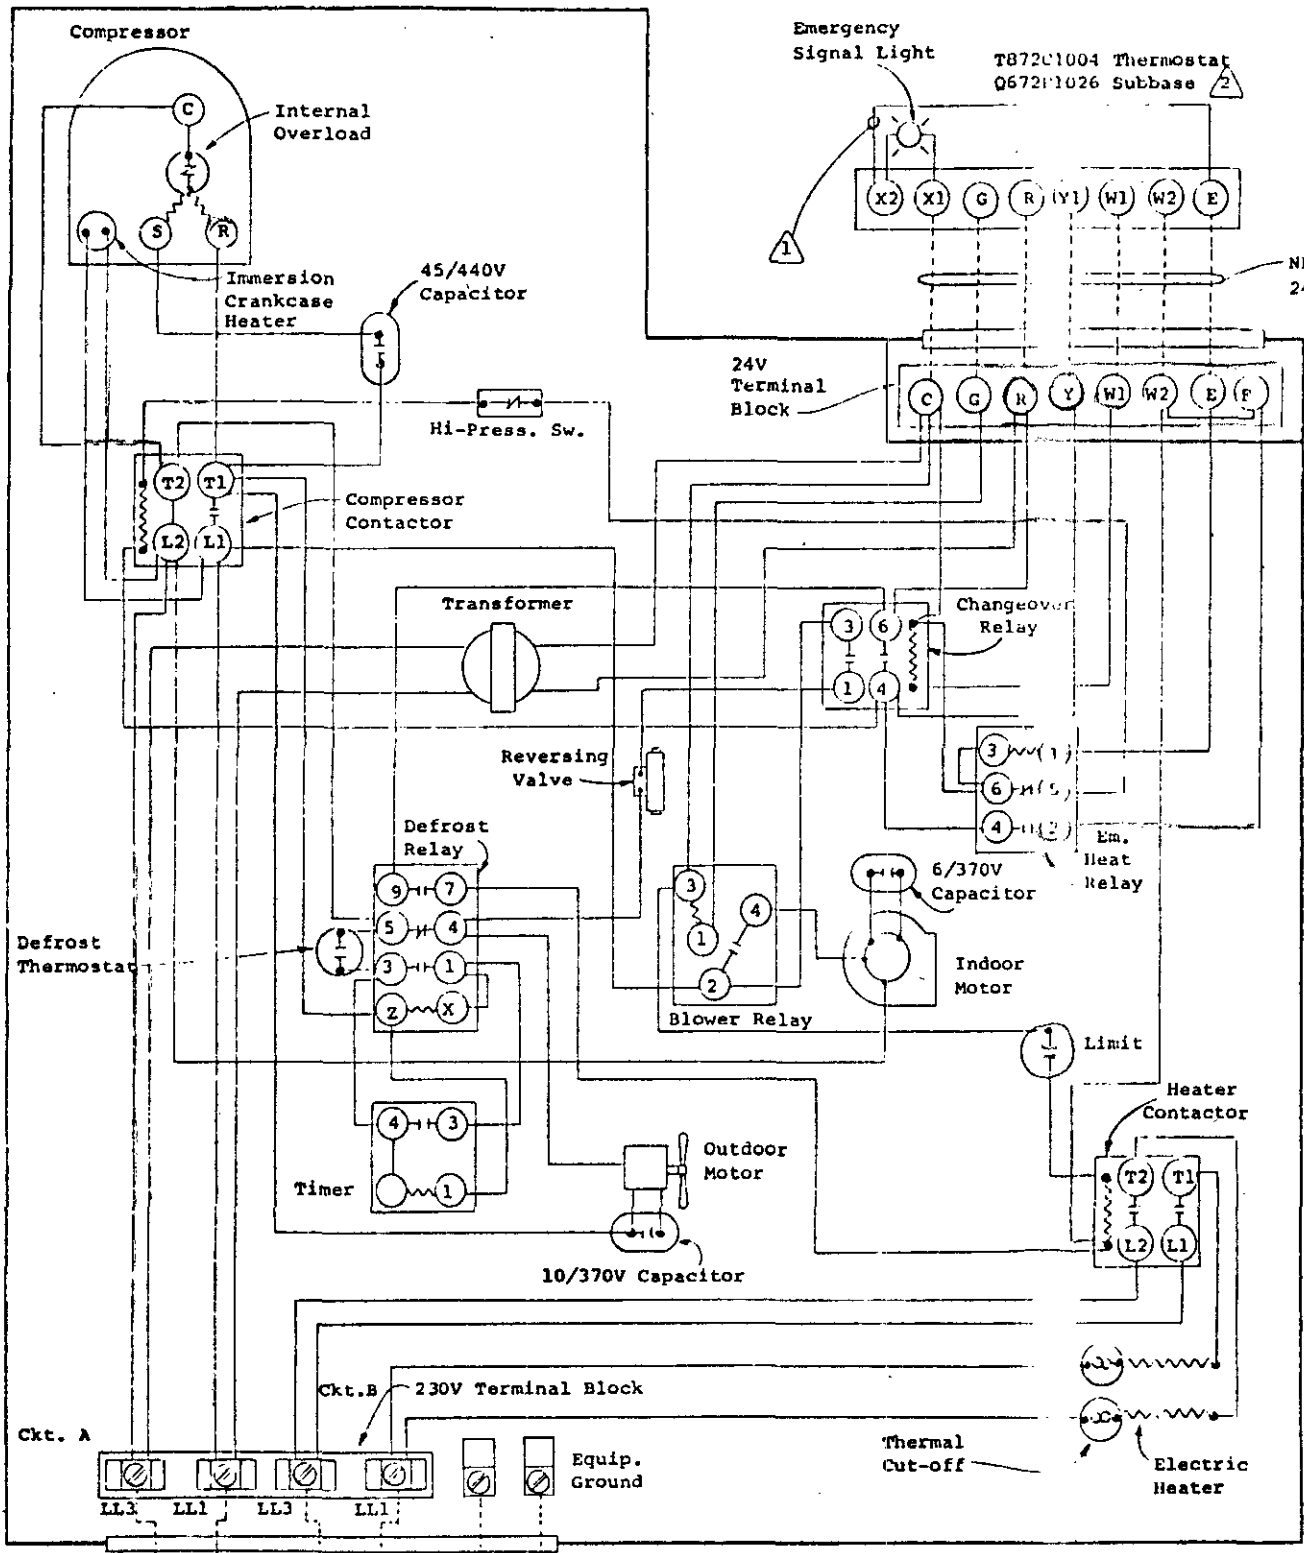 Compressor
C
Internal
Overload
S
R
Immersion
Crankcase
Heater
45/440V
Capacitor
Emergency
Signal Light
T872C1004 Thermostat
Subbase
2
1
X2 X1 G R Y1 W1 W2 E
24V
Terminal
Block
C G R Y W1 W2 E
Hi-Press. Sw.
T2 T1
L2 L1
Compressor
Contactor
Transformer
3 6
1 4
Changeover
Relay
3 1
6 5
4 2
Em.
Heat
Relay
Reversing
Valve
Defrost
Relay
9 7
5 4
3 1
Z X
Defrost
Thermostat
3
4
1
2
Blower Relay
6/370V
Capacitor
Indoor
Motor
Limit
Heater
Contactor
T2 T1
L2 L1
4 3
1
Timer
Outdoor
Motor
10/370V Capacitor
Ckt. A
Ckt.B
230V Terminal Block
LL3 LL1 LL3 LL1
Equip.
Ground
Thermal
Cut-off
Electric
Heater